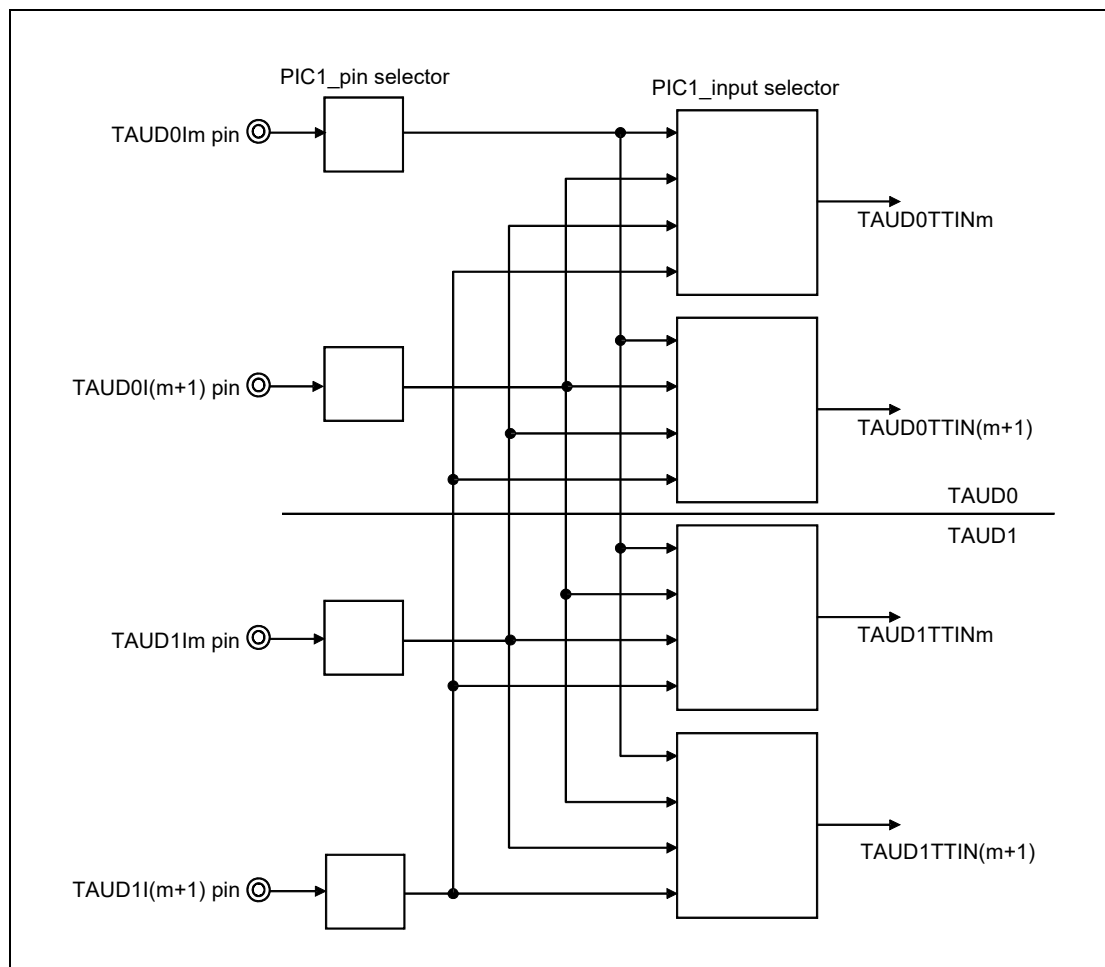 PIC1_pin selector
PIC1_input selector
TAUD0Im pin
TAUD0TTINm
TAUD0I(m+1) pin
TAUD0TTIN(m+1)
TAUD0
TAUD1
TAUD1Im pin
TAUD1TTINm
TAUD1TTIN(m+1)
TAUD1I(m+1) pin